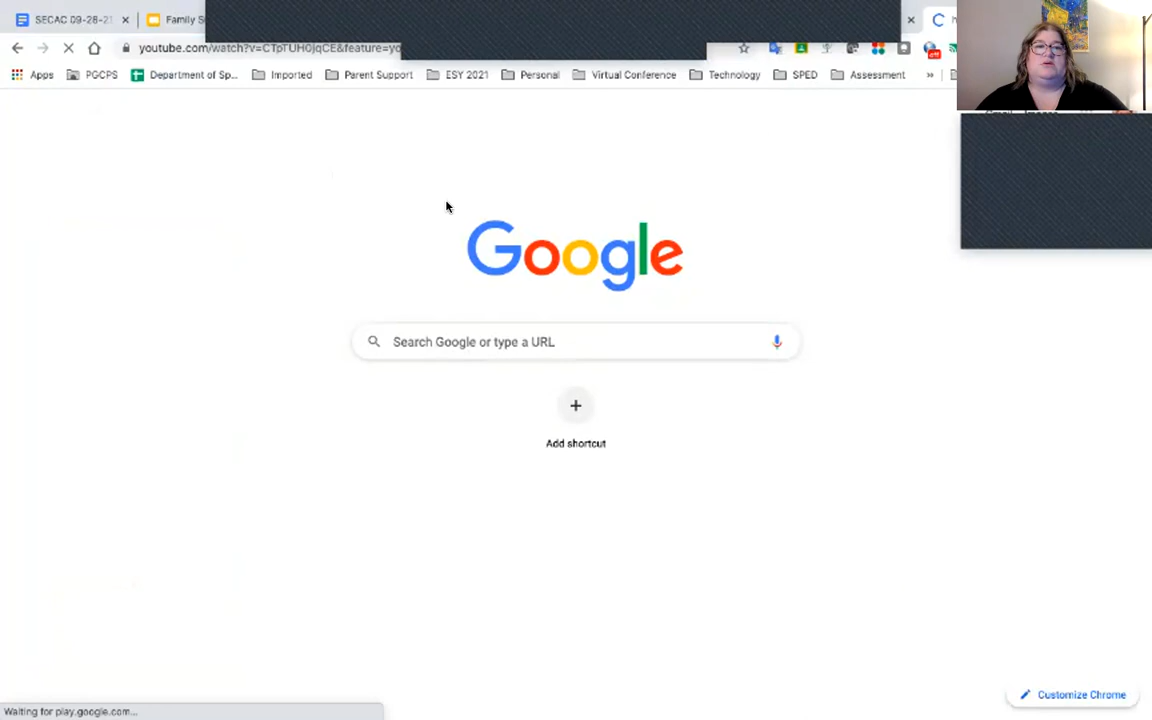 SECAC 09-28-21
Family S
youtube.com/watch?v=CTpTUH0jqCE&feature=yo
Apps PGCPS Department of Sp... Imported Parent Support ESY 2021 Personal Virtual Conference Technology SPED Assessment »
Google
Search Google or type a URL
Add shortcut
Customize Chrome
Waiting for play.google.com...